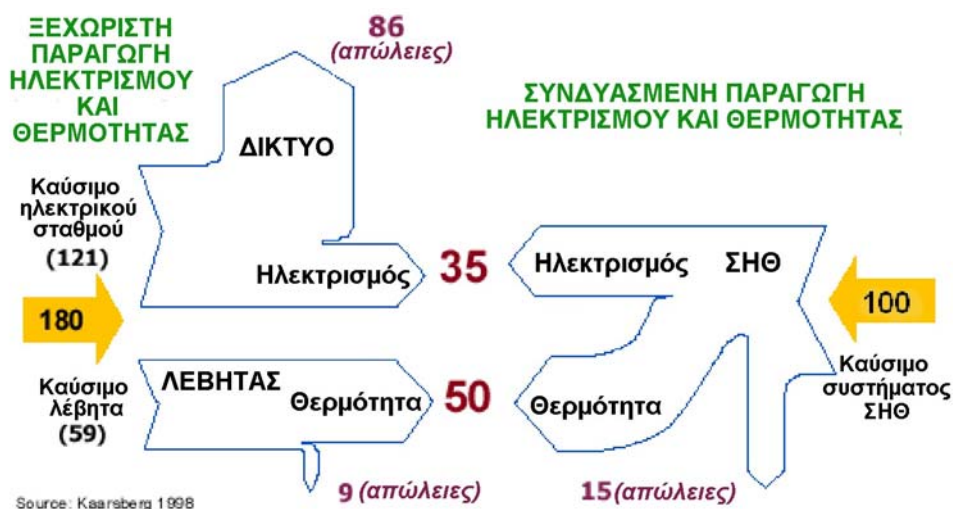 ΞΕΧΩΡΙΣΤΗ
ΠΑΡΑΓΩΓΗ
ΗΛΕΚΤΡΙΣΜΟΥ
ΚΑΙ
ΘΕΡΜΟΤΗΤΑΣ
86
(απώλειες)
ΣΥΝΔΥΑΣΜΕΝΗ ΠΑΡΑΓΩΓΗ
ΗΛΕΚΤΡΙΣΜΟΥ ΚΑΙ ΘΕΡΜΟΤΗΤΑΣ
ΔΙΚΤΥΟ
Καύσιμο
ηλεκτρικού
σταθμού
(121)
Ηλεκτρισμός
35
Ηλεκτρισμός
ΣΗΘ
180
100
Καύσιμο
λέβητα
(59)
ΛΕΒΗΤΑΣ
Θερμότητα
50
Θερμότητα
Καύσιμο
συστήματος
ΣΗΘ
9 (απώλειες)
15 (απώλειες)
Source: Kaarsberg 1998